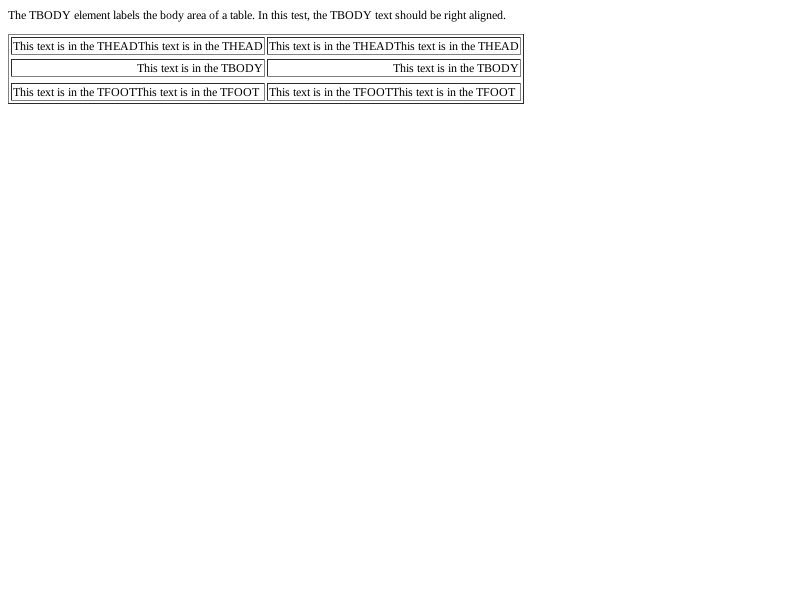 The TBODY element labels the body area of a table. In this test, the TBODY text should be right aligned.
This text is in the THEADThis text is in the THEAD This text is in the THEADThis text is in the THEAD
This text is in the TBODY This text is in the TBODY
This text is in the TFOOTThis text is in the TFOOT This text is in the TFOOTThis text is in the TFOOT